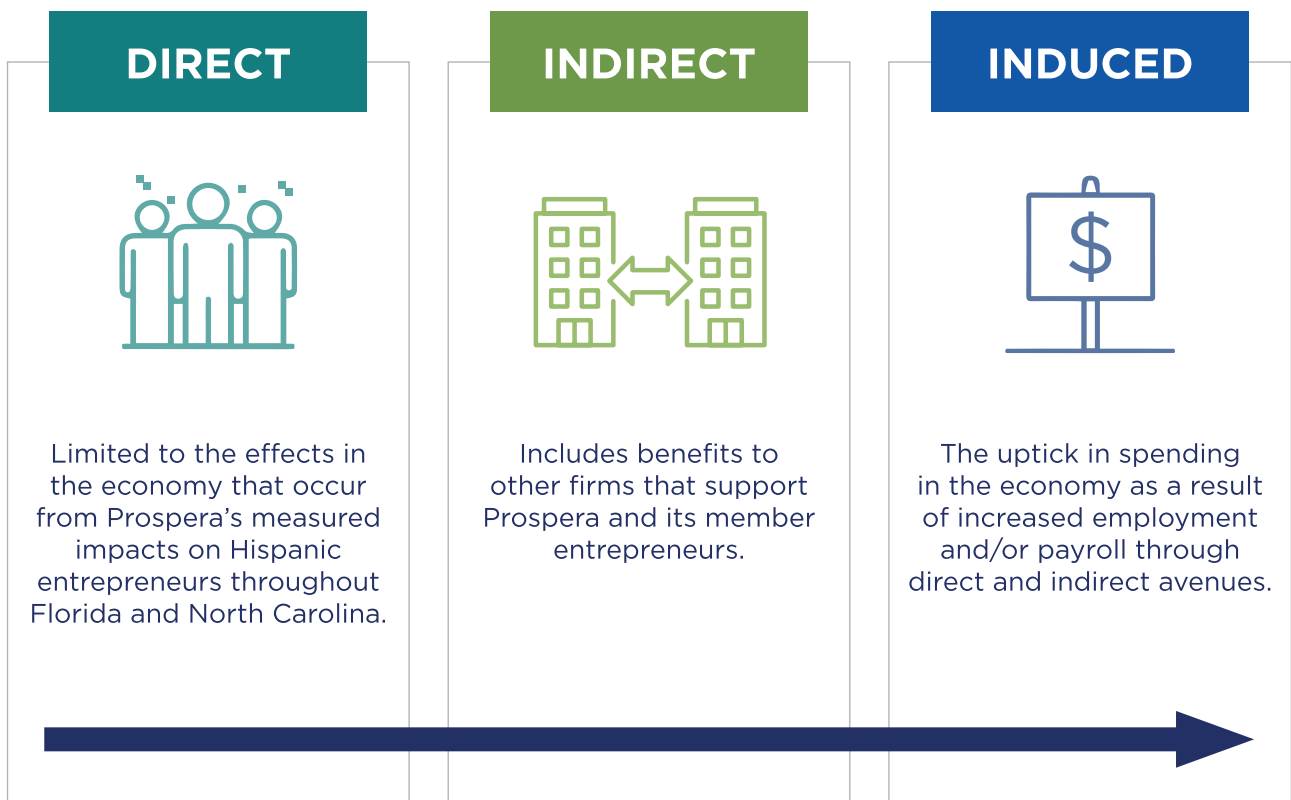 DIRECT
Limited to the effects in
the economy that occur
from Prospera’s measured
impacts on Hispanic
entrepreneurs throughout
Florida and North Carolina.
INDIRECT
Includes benefits to
other firms that support
Prospera and its member
entrepreneurs.
INDUCED
$
The uptick in spending
in the economy as a result
of increased employment
and/or payroll through
direct and indirect avenues.